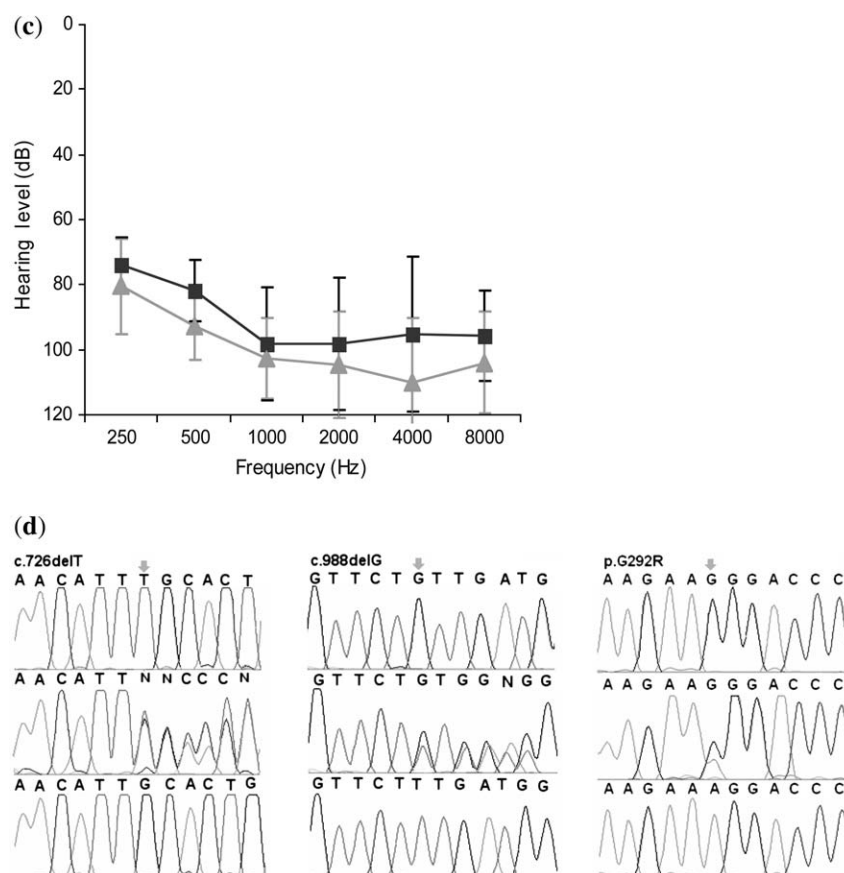 (c)
0
20
40
60
80
100
120
Hearing level (dB)
250 500 1000 2000 4000 8000
Frequency (Hz)
(d)
c.726delT
A A C A T T T G C A C T
A A C A T T N N C C C N
A A C A T T G C A C T G
c.988delG
G T T C T G T T G A T G
G T T C T G T G G N G G
G T T C T T T G A T G G
p.G292R
A A G A A G G G A C C C
A A G A A G G G A C C C
A A G A A A G G A C C C